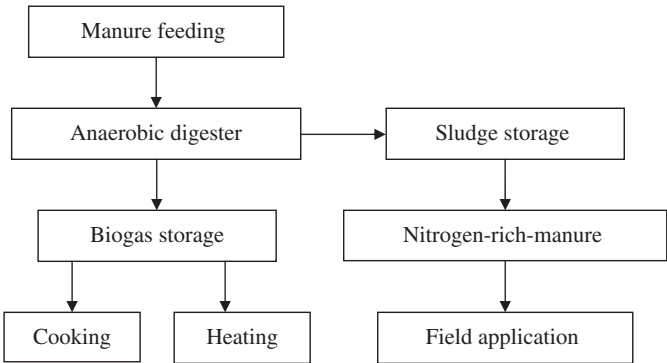 Manure feeding
Anaerobic digester
Sludge storage
Biogas storage
Nitrogen-rich-manure
Cooking
Heating
Field application